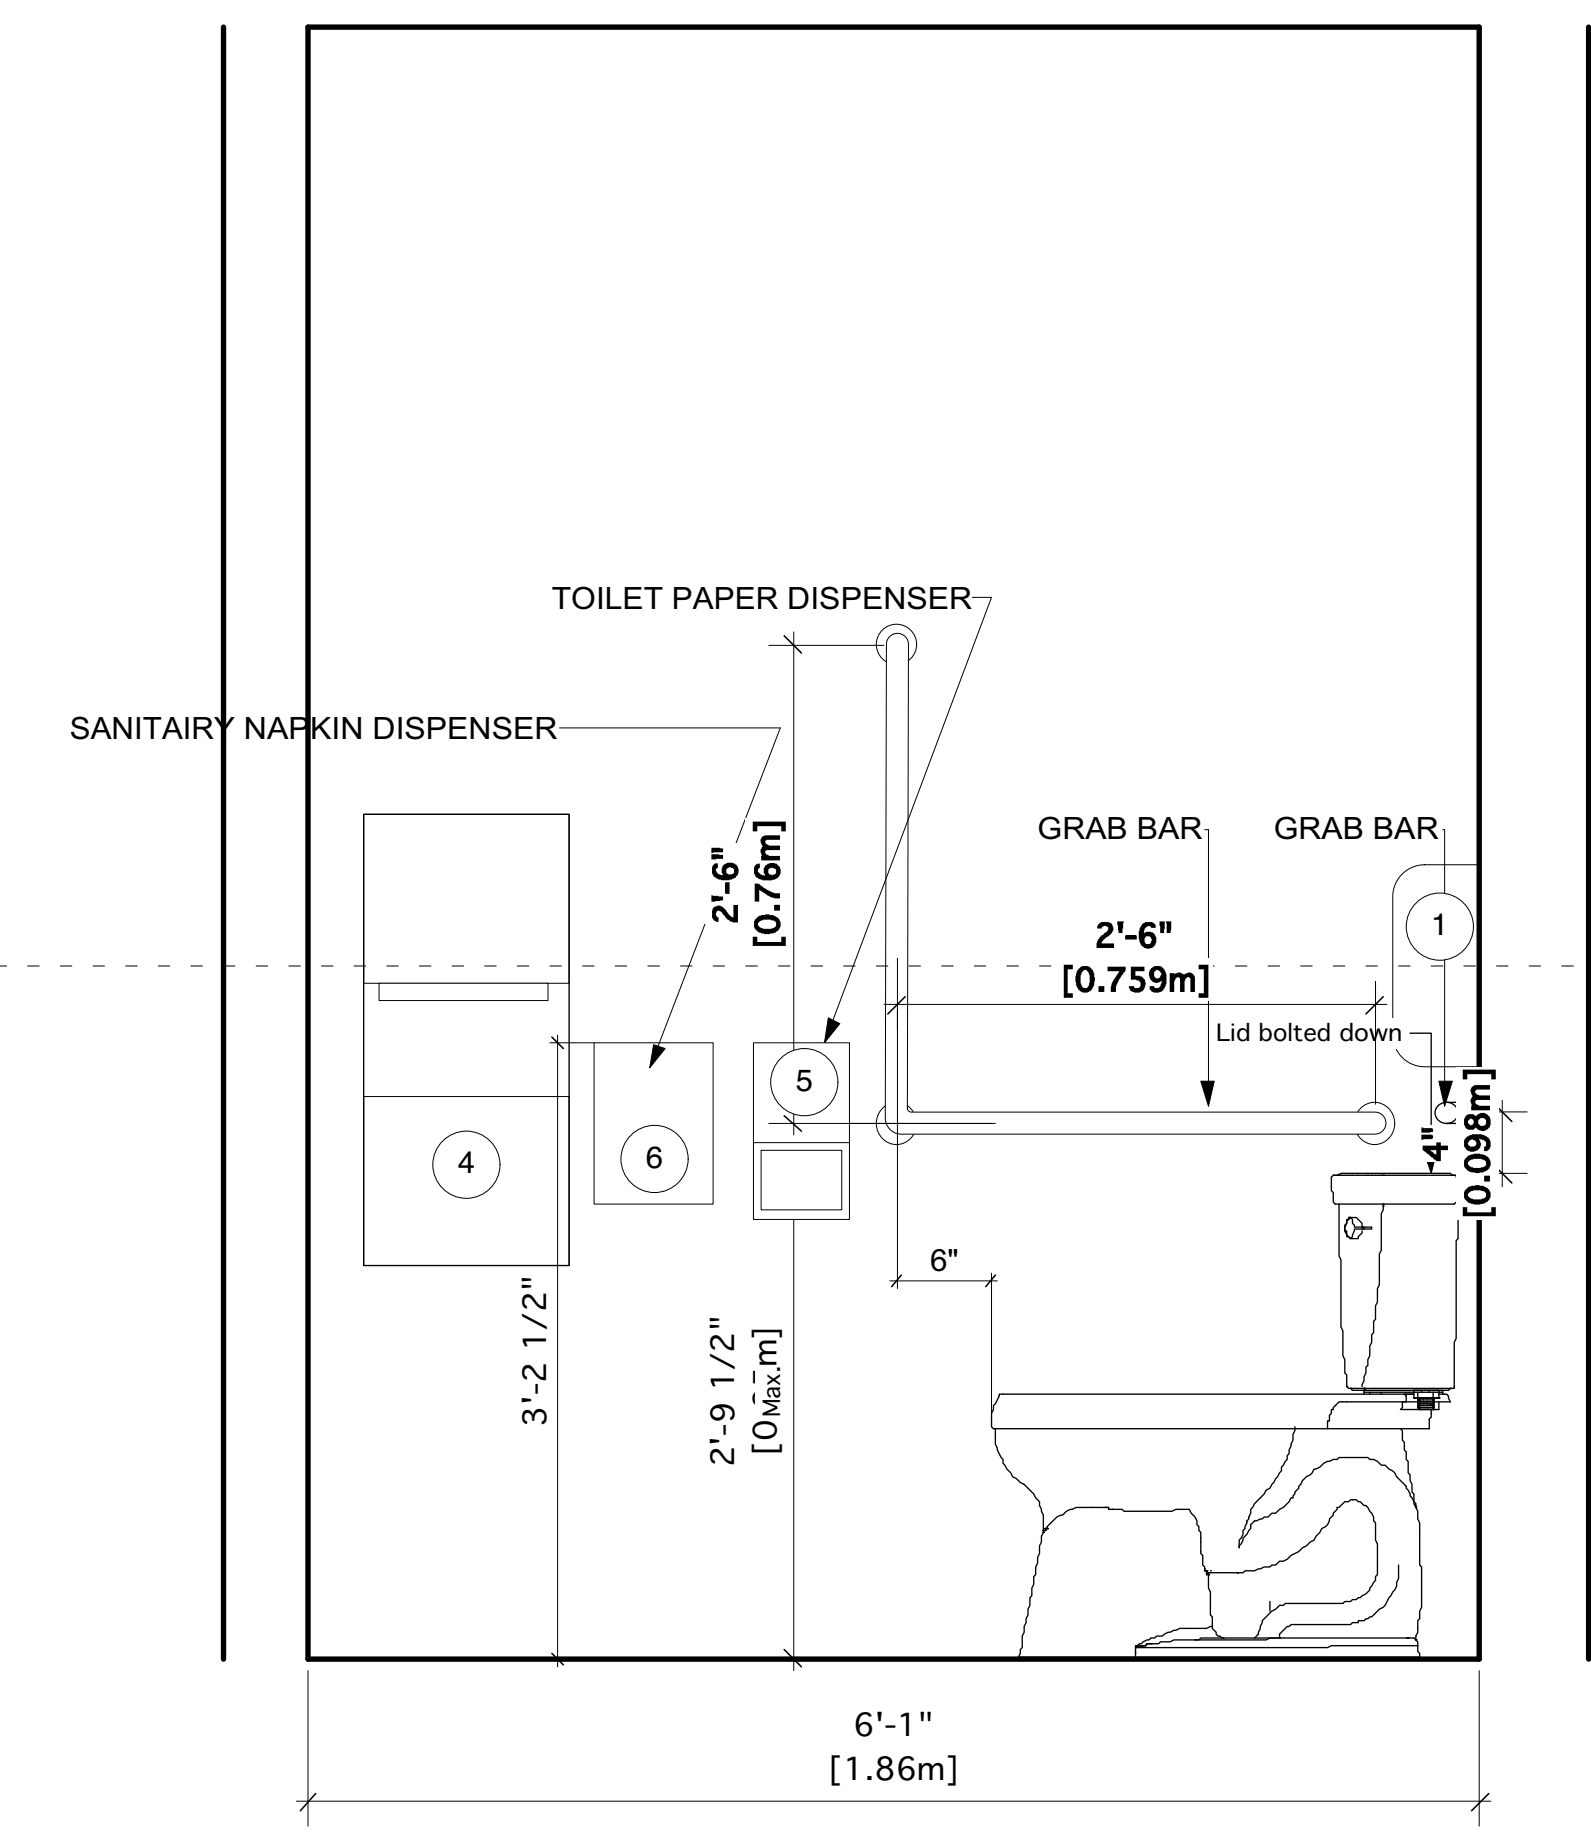 TOILET PAPER DISPENSER
SANITAIRY NAPKIN DISPENSER
GRAB BAR
GRAB BAR
2'-6"
[0.76m]
1
2'-6"
[0.759m]
Lid bolted down
5
4"
[0.098m]
4
6
6"
3'-2 1/2"
2'-9 1/2"
Max.
6'-1"
[1.86m]